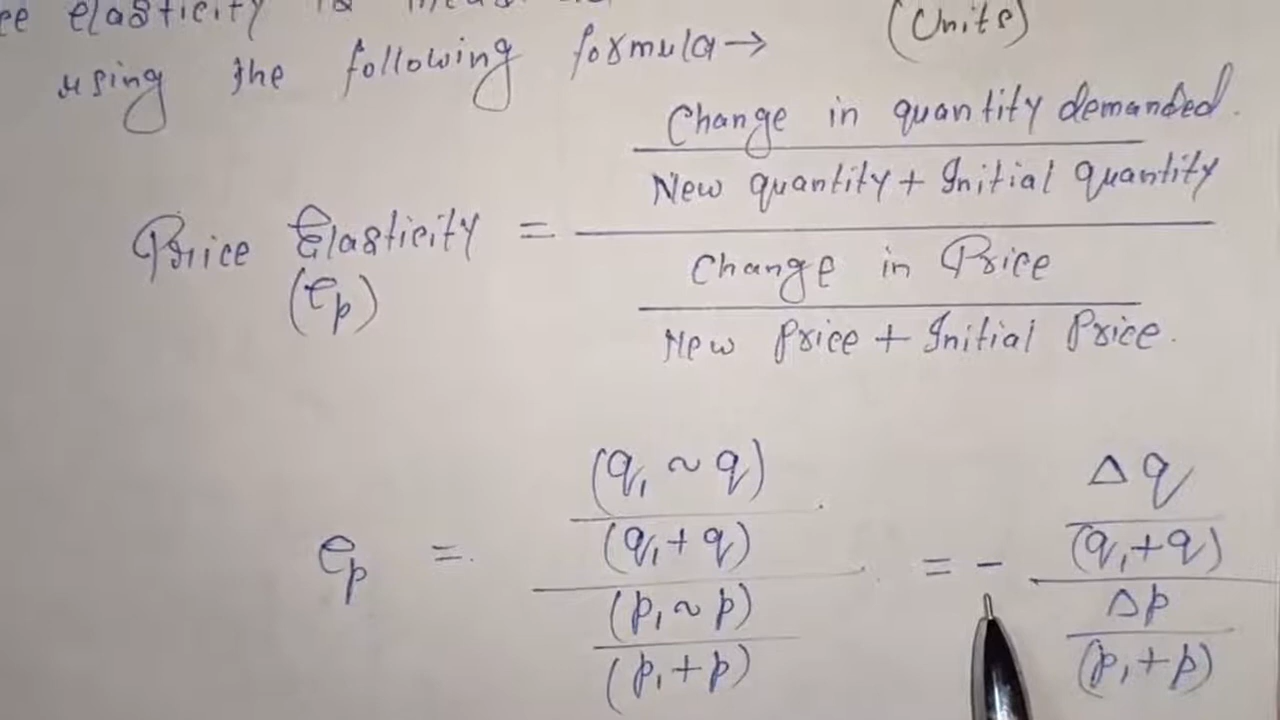 elasticity is
using the following formula → (Units)
Change in quantity demanded.
New quantity + Initial quantity
Price Elasticity =
(ep)
Change in Price
New Price + Initial Price.
(q₁ ~ q)
(q₁ + q)
ep = = -
(p₁ ~ p)
(p₁ + p)
Δq
(q₁ + q)
Δp
(p₁ + p)